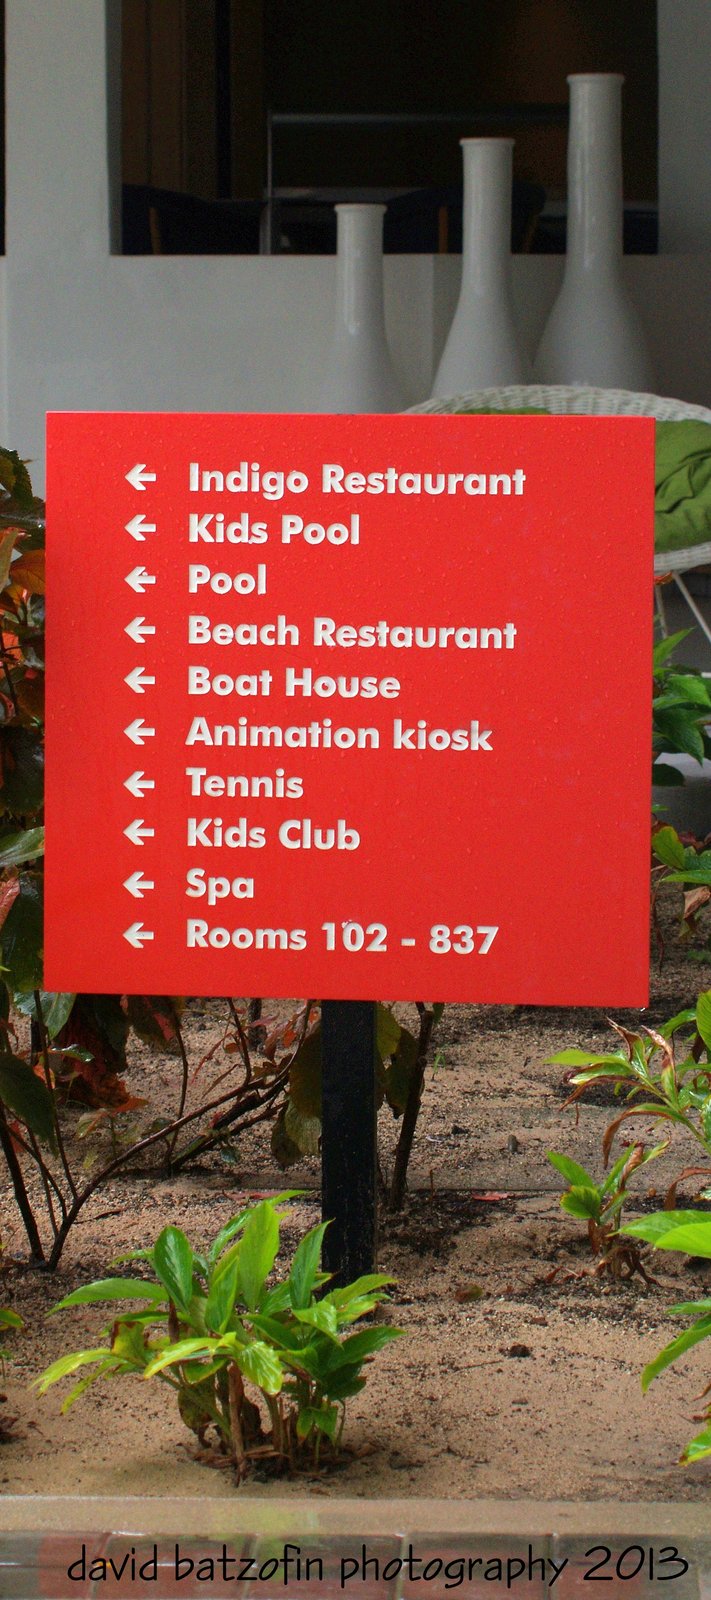 ← Indigo Restaurant
← Kids Pool
← Pool
← Beach Restaurant
← Boat House
← Animation kiosk
← Tennis
← Kids Club
← Spa
← Rooms 102 - 837
david batzofin photography 2013